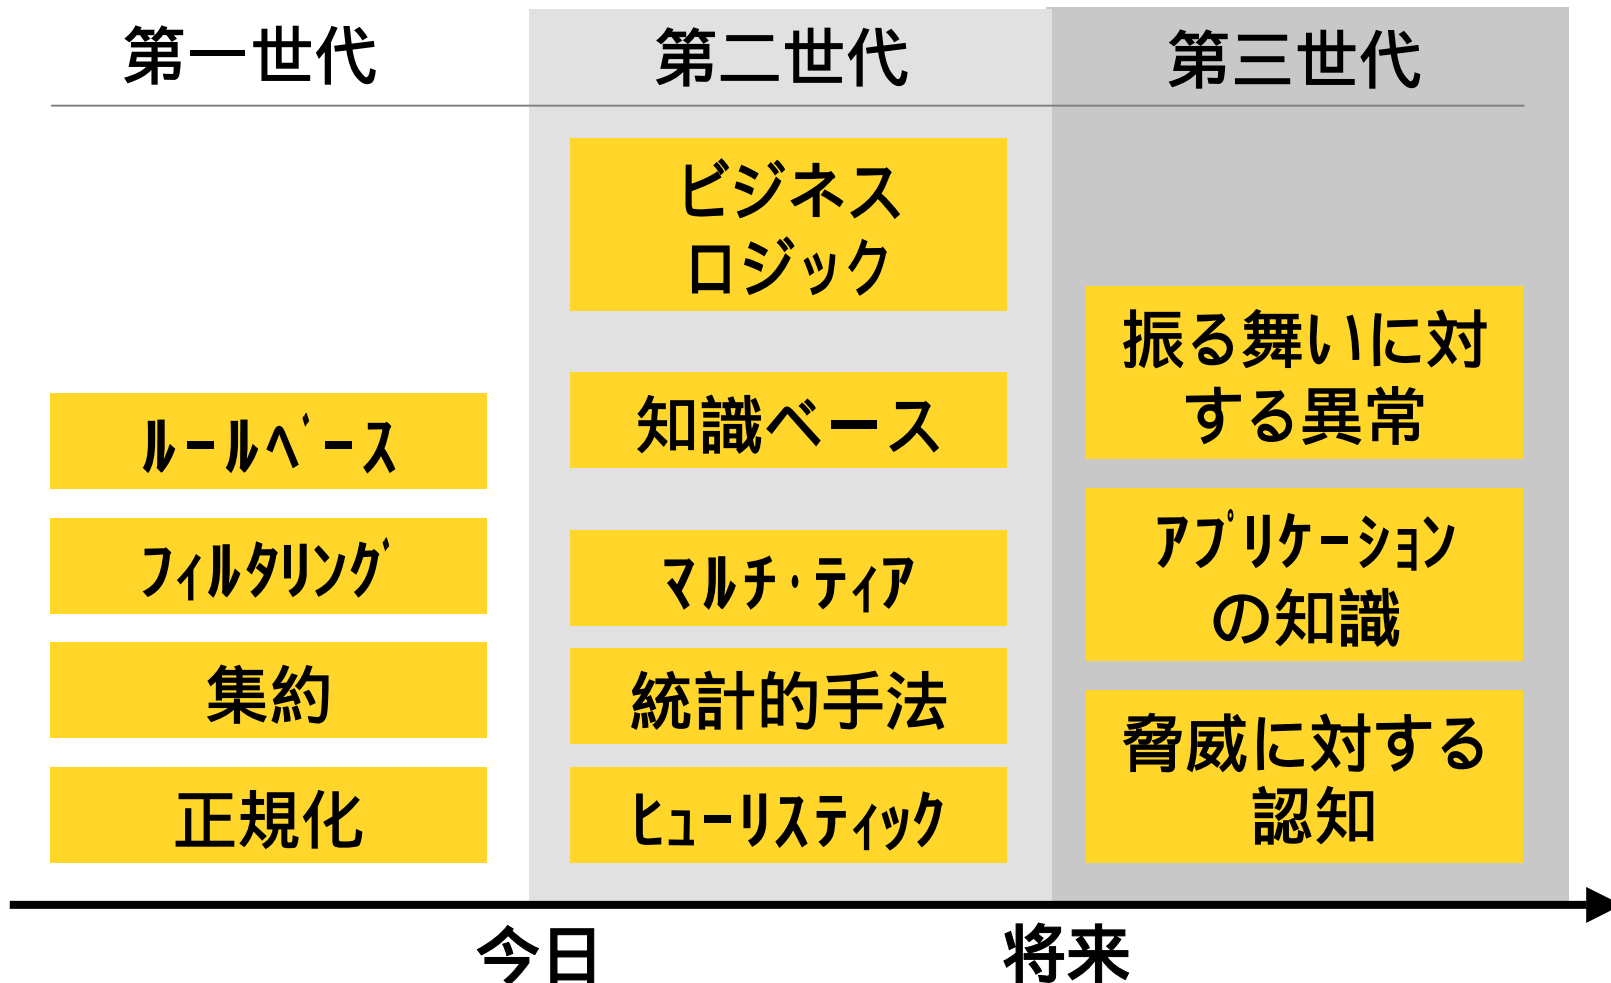 第一世代
第二世代
第三世代
ﾙｰﾙﾍﾞｰｽ
ﾌｨﾙﾀﾘﾝｸﾞ
集約
正規化
ビジネス
ロジック
知識ベース
ﾏﾙﾁ･ﾃｨｱ
統計的手法
ﾋｭｰﾘｽﾃｨｯｸ
振る舞いに対
する異常
ｱﾌﾟﾘｹｰｼｮﾝ
の知識
脅威に対する
認知
今日
将来